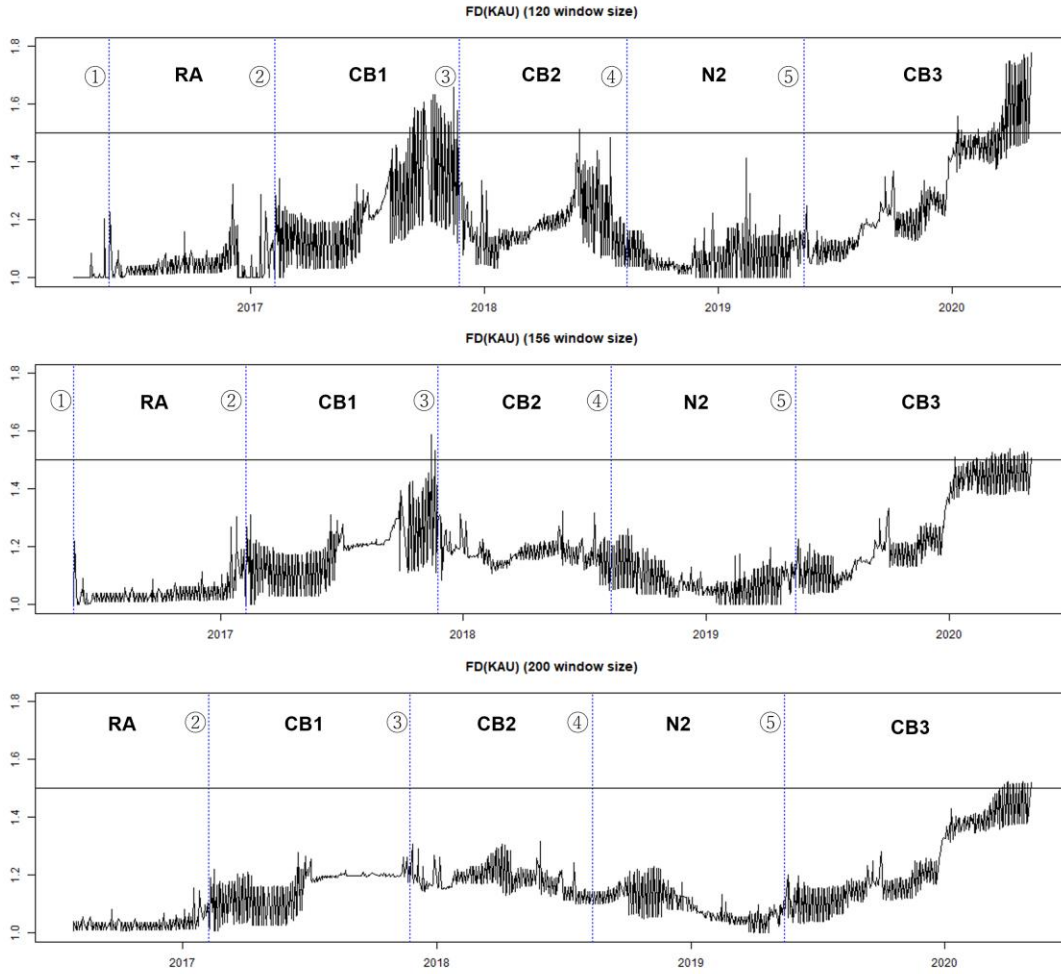 FD(KAU) (120 window size)
1.8
① RA ② CB1 ③ CB2 ④ N2 ⑤ CB3
1.6
1.4
1.2
1.0
2017 2018 2019 2020
FD(KAU) (156 window size)
1.8
① RA ② CB1 ③ CB2 ④ N2 ⑤ CB3
1.6
1.4
1.2
1.0
2017 2018 2019 2020
FD(KAU) (200 window size)
1.8
RA ② CB1 ③ CB2 ④ N2 ⑤ CB3
1.6
1.4
1.2
1.0
2017 2018 2019 2020